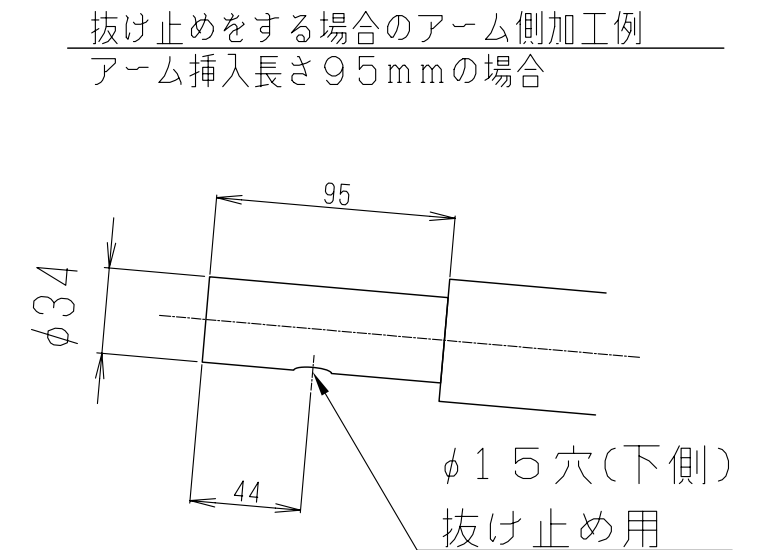 抜け止めをする場合のアーム側加工例
アーム挿入長さ９５ｍｍの場合
95
φ34
44
φ１５穴(下側)
抜け止め用